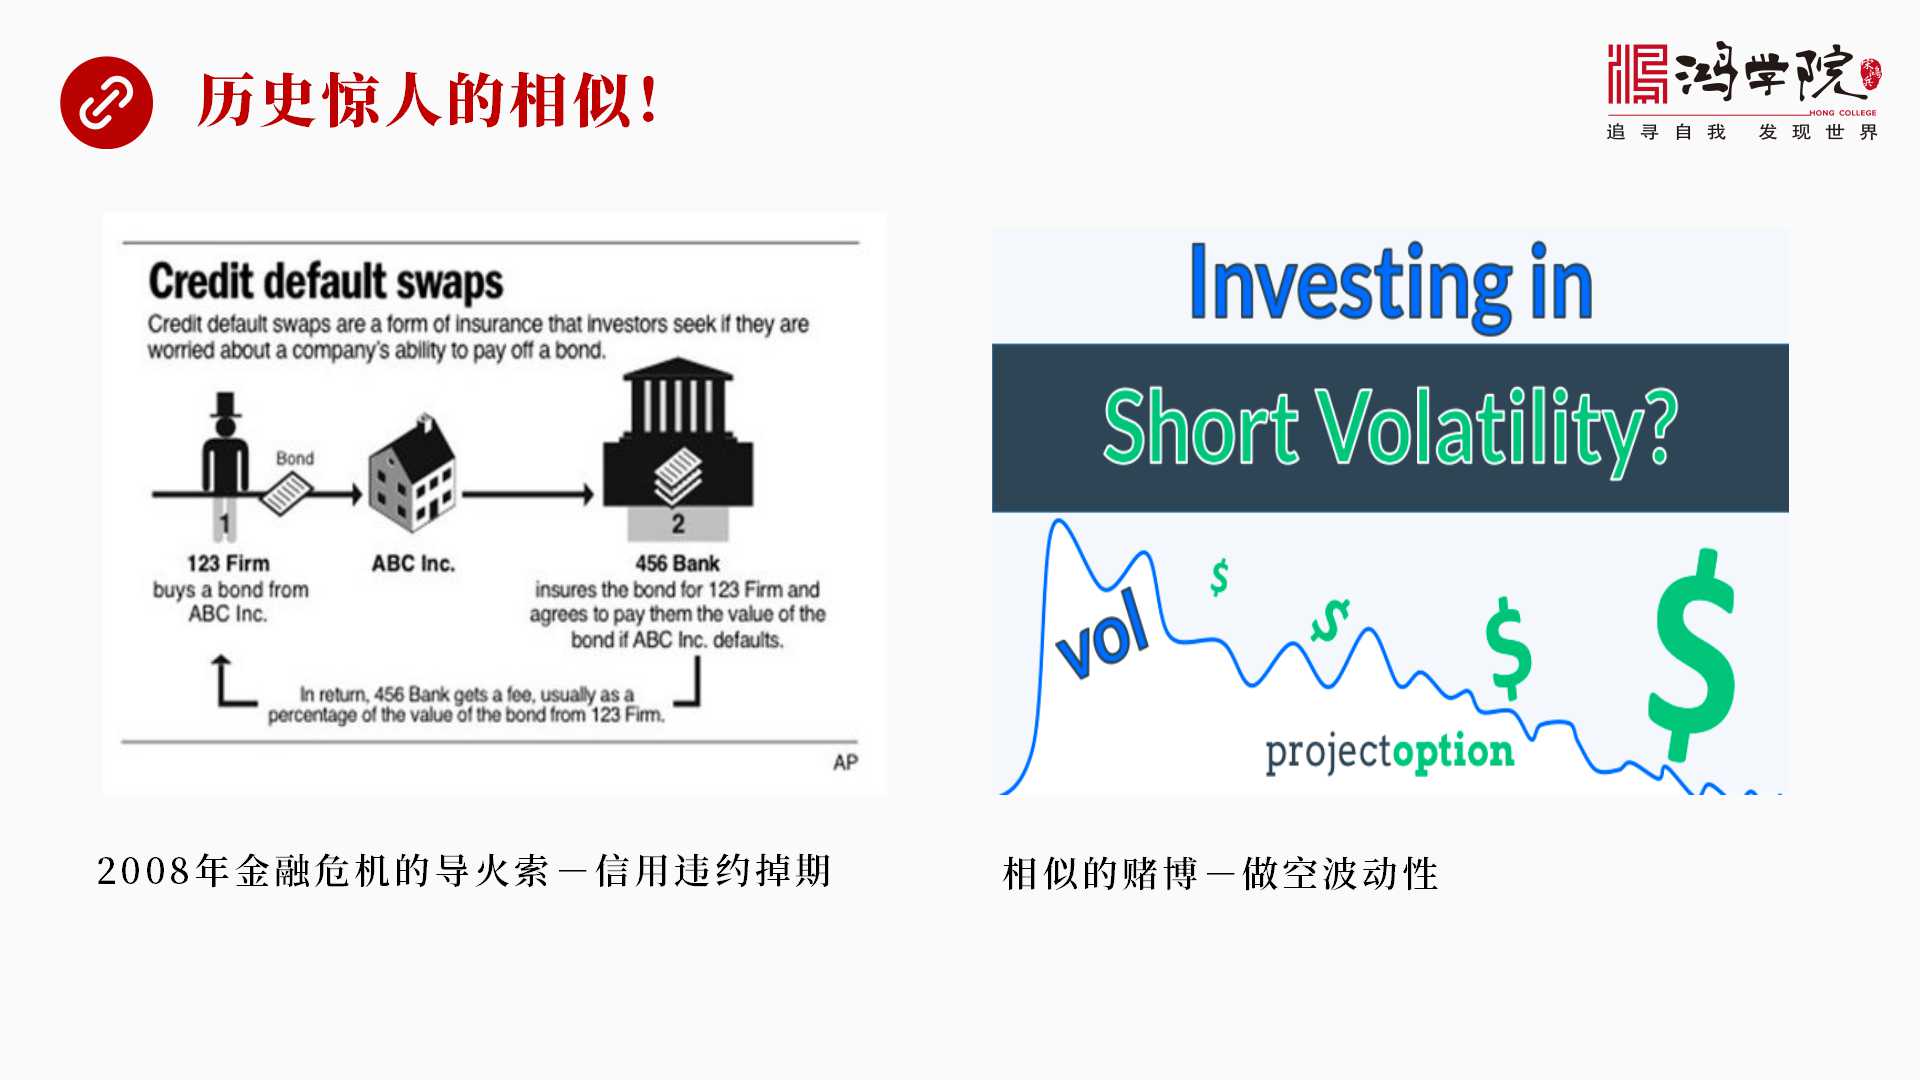 历史惊人的相似！
鸿学院
宋鸿兵
HONG COLLEGE
追寻自我 发现世界
Credit default swaps
Credit default swaps are a form of insurance that investors seek if they are
worried about a company's ability to pay off a bond.
Bond
1
2
123 Firm
buys a bond from
ABC Inc.
ABC Inc.
456 Bank
insures the bond for 123 Firm and
agrees to pay them the value of the
bond if ABC Inc. defaults.
In return, 456 Bank gets a fee, usually as a
percentage of the value of the bond from 123 Firm.
AP
Investing in
Short Volatility?
vol
$
$
$
$
projectoption
2008年金融危机的导火索－信用违约掉期
相似的赌博－做空波动性